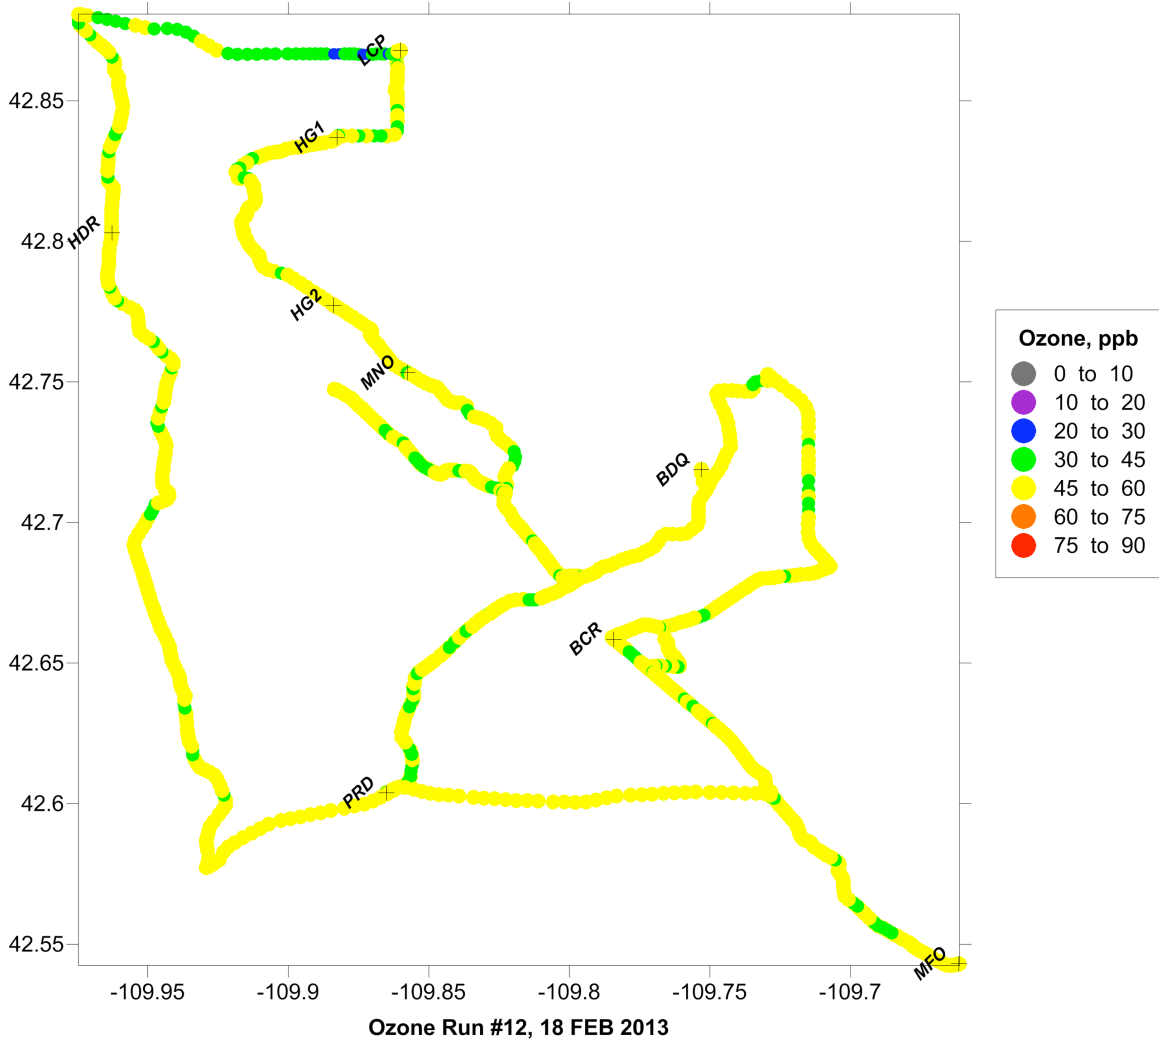 LCP
42.85
HG1
HDR
42.8
HG2
MNO
42.75
BDQ
42.7
BCR
42.65
PRD
42.6
MFO
42.55
-109.95
-109.9
-109.85
-109.8
-109.75
-109.7
Ozone Run #12, 18 FEB 2013
Ozone, ppb
0 to 10
10 to 20
20 to 30
30 to 45
45 to 60
60 to 75
75 to 90